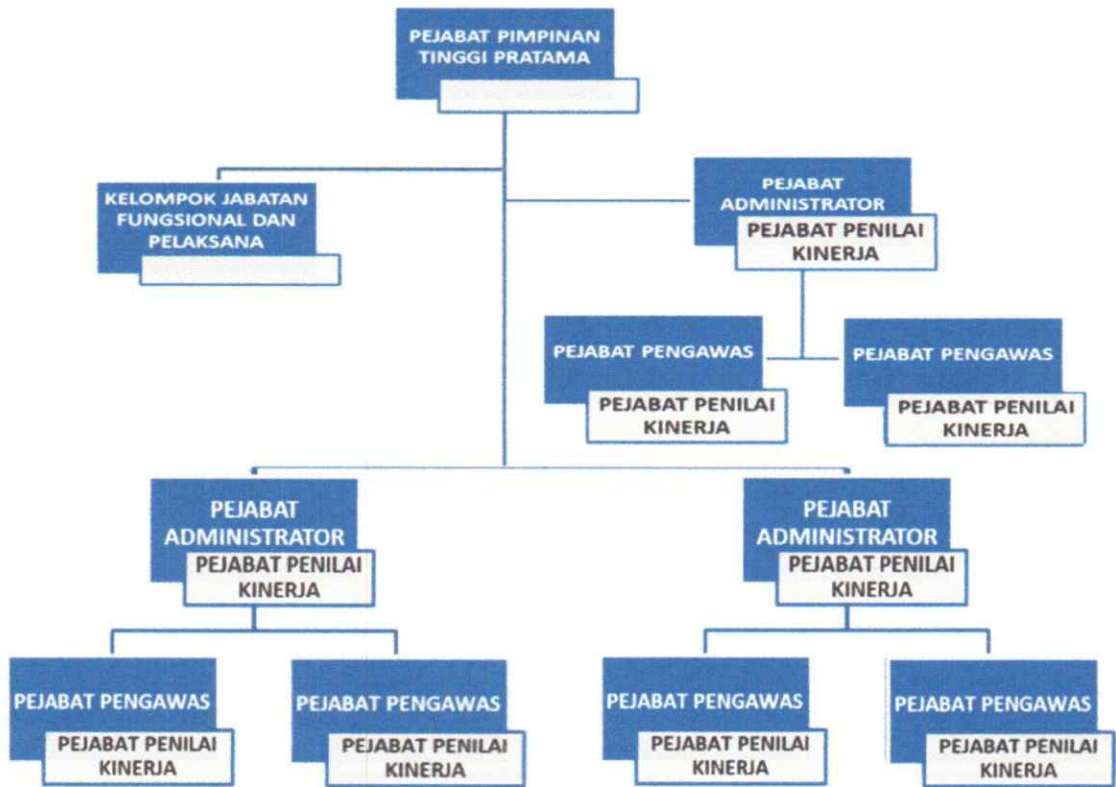 PEJABAT PIMPINAN
TINGGI PRATAMA
KELOMPOK JABATAN
FUNGSIONAL DAN
PELAKSANA
PEJABAT
ADMINISTRATOR
PEJABAT PENILAI
KINERJA
PEJABAT PENGAWAS
PEJABAT PENILAI
KINERJA
PEJABAT PENGAWAS
PEJABAT PENILAI
KINERJA
PEJABAT
ADMINISTRATOR
PEJABAT PENILAI
KINERJA
PEJABAT
ADMINISTRATOR
PEJABAT PENILAI
KINERJA
PEJABAT PENGAWAS
PEJABAT PENILAI
KINERJA
PEJABAT PENGAWAS
PEJABAT PENILAI
KINERJA
PEJABAT PENGAWAS
PEJABAT PENILAI
KINERJA
PEJABAT PENGAWAS
PEJABAT PENILAI
KINERJA